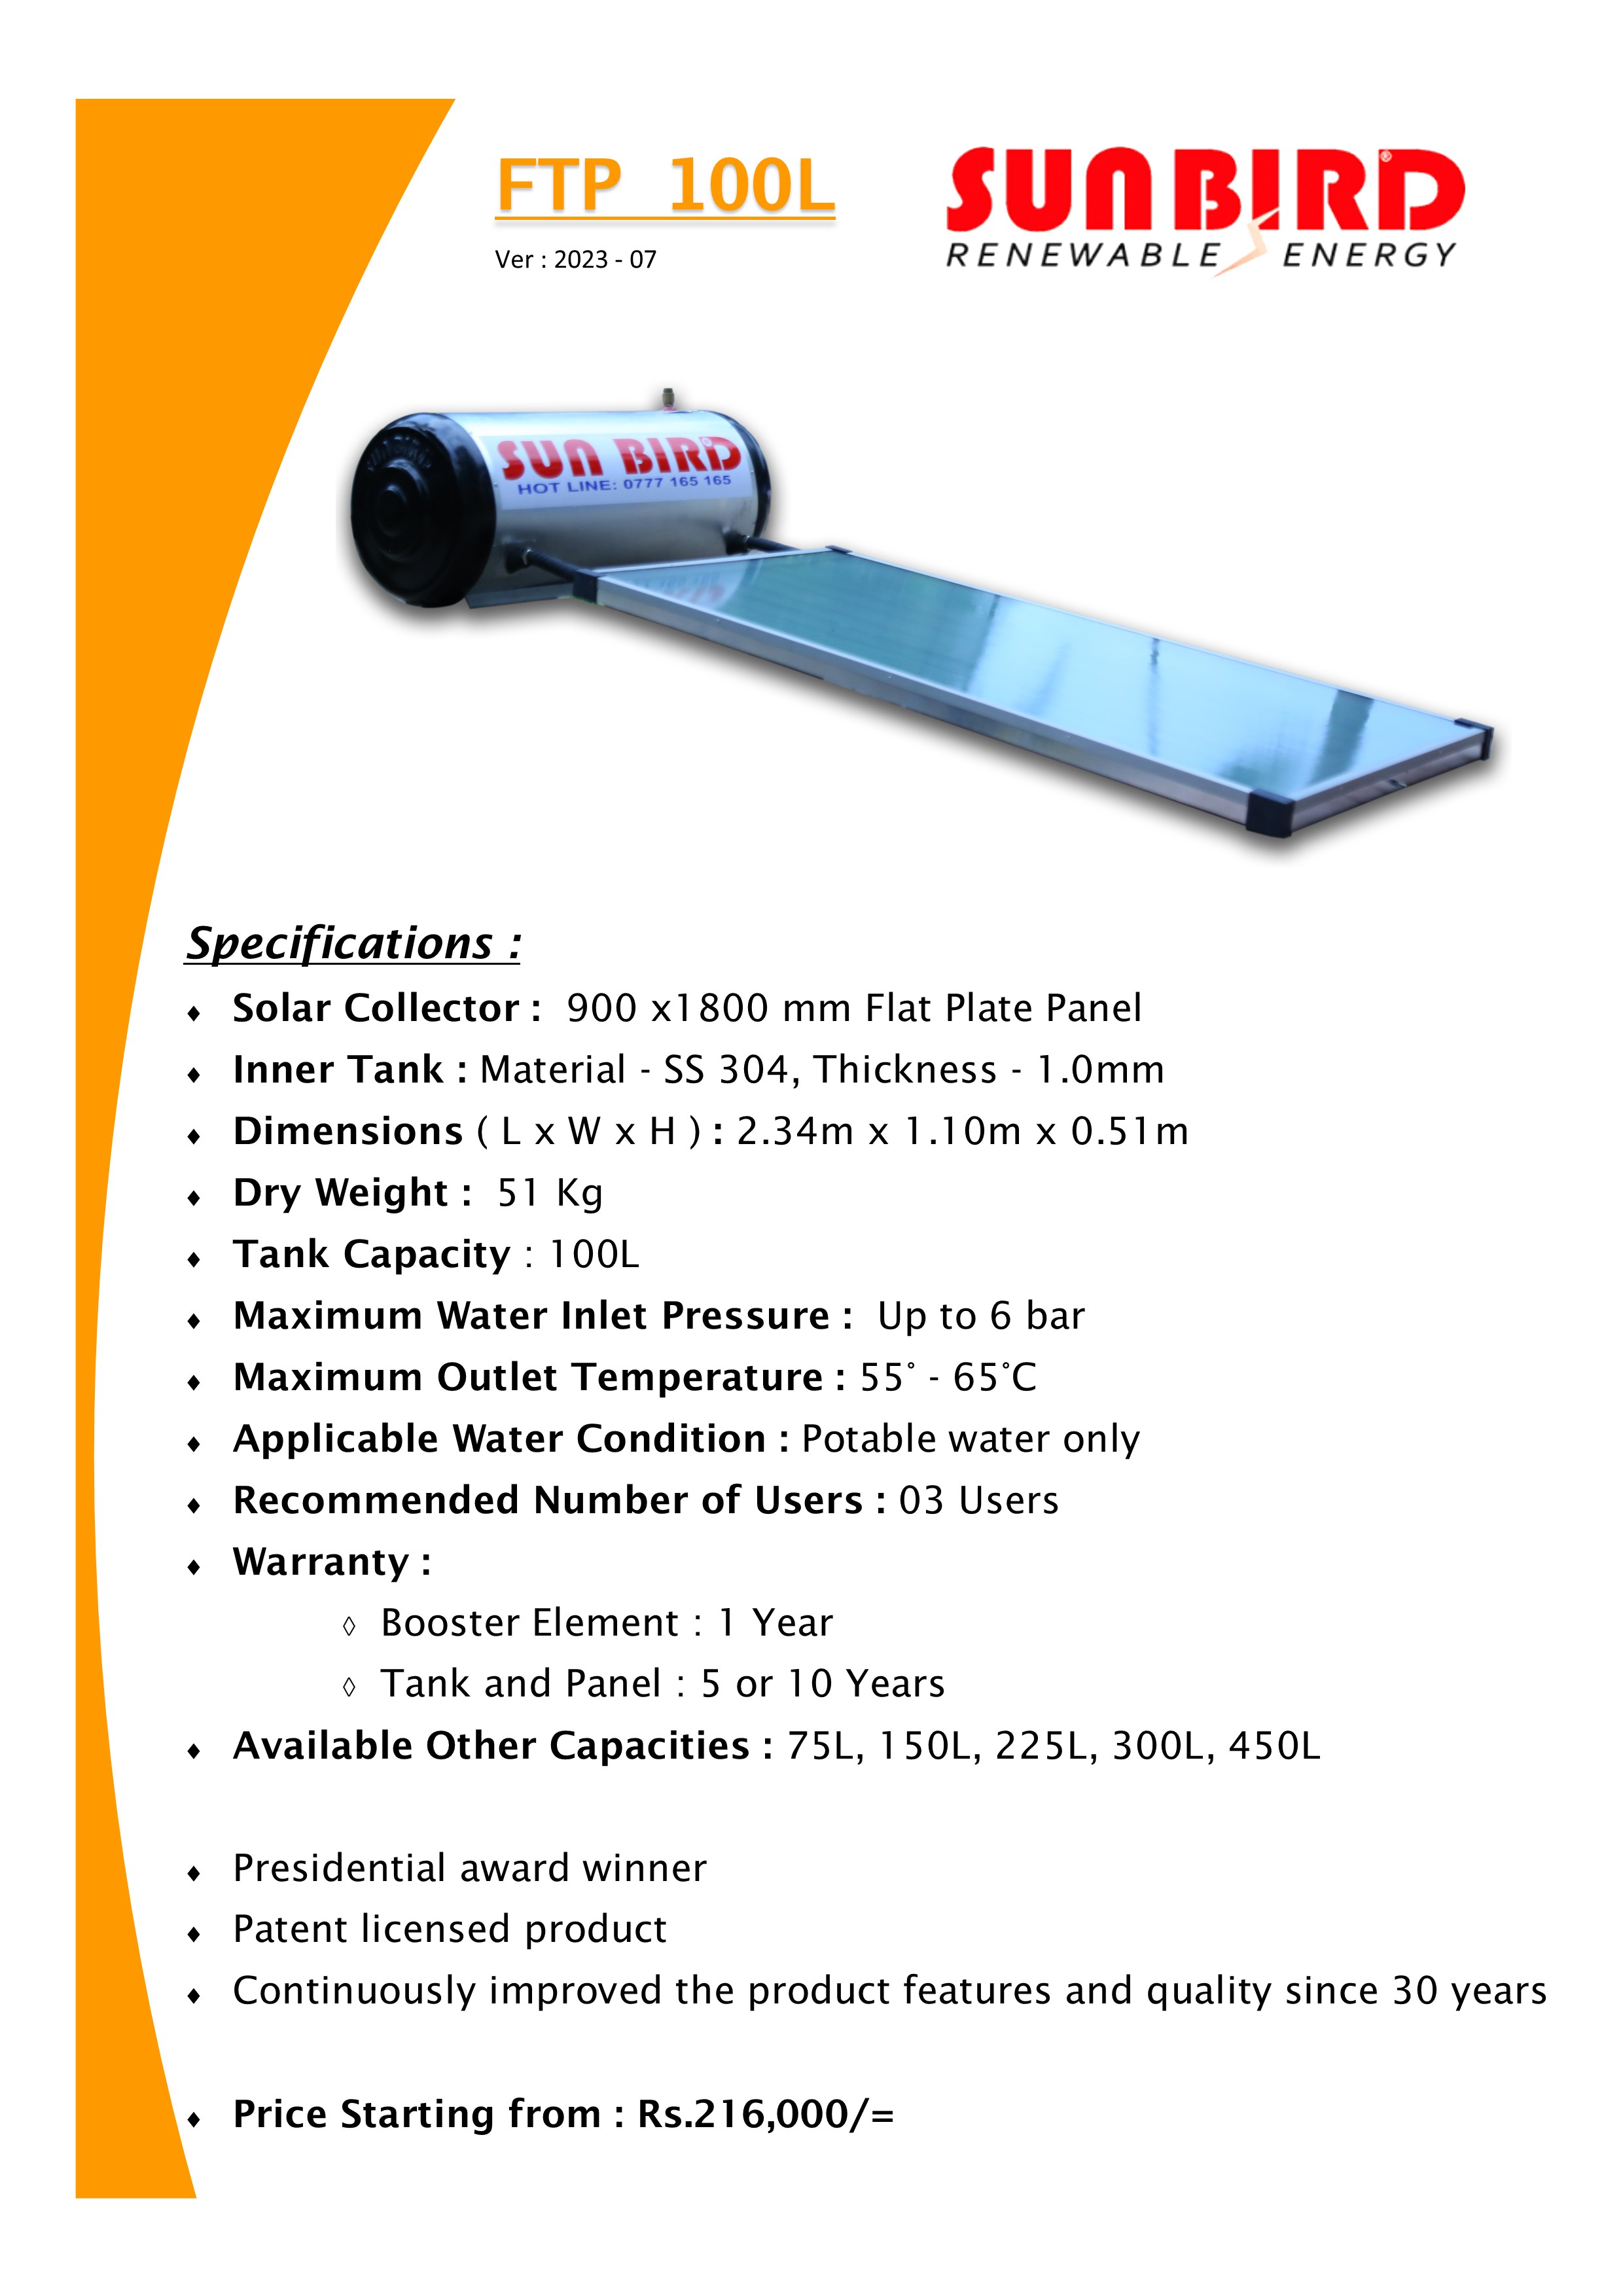 FTP 100L
SUN BIRD®
RENEWABLE ENERGY
Ver : 2023 - 07
SUN BIRD®
HOT LINE: 0777 165 165
Specifications :
♦ Solar Collector : 900 x1800 mm Flat Plate Panel
♦ Inner Tank : Material - SS 304, Thickness - 1.0mm
♦ Dimensions ( L x W x H ) : 2.34m x 1.10m x 0.51m
♦ Dry Weight : 51 Kg
♦ Tank Capacity : 100L
♦ Maximum Water Inlet Pressure : Up to 6 bar
♦ Maximum Outlet Temperature : 55˚ - 65˚C
♦ Applicable Water Condition : Potable water only
♦ Recommended Number of Users : 03 Users
♦ Warranty :
◊ Booster Element : 1 Year
◊ Tank and Panel : 5 or 10 Years
♦ Available Other Capacities : 75L, 150L, 225L, 300L, 450L
♦ Presidential award winner
♦ Patent licensed product
♦ Continuously improved the product features and quality since 30 years
♦ Price Starting from : Rs.216,000/=